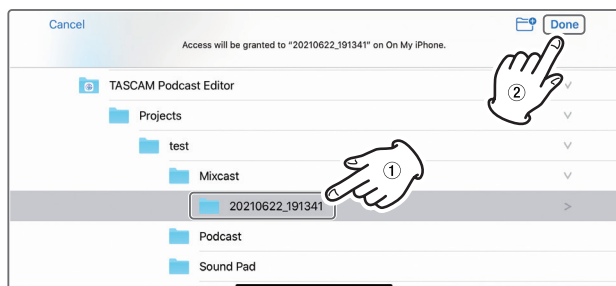 Cancel
Done
Access will be granted to “20210622_191341” on On My iPhone.
②
TASCAM Podcast Editor
Projects
test
Mixcast
①
20210622_191341
Podcast
Sound Pad